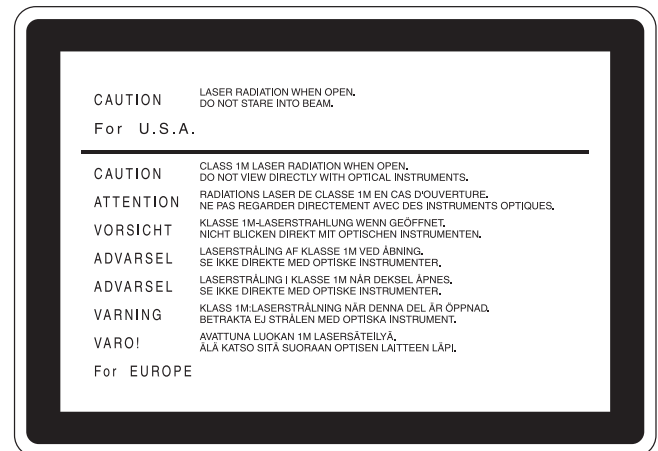 CAUTION LASER RADIATION WHEN OPEN.
DO NOT STARE INTO BEAM.
For U.S.A.
CAUTION CLASS 1M LASER RADIATION WHEN OPEN.
DO NOT VIEW DIRECTLY WITH OPTICAL INSTRUMENTS.
ATTENTION RADIATIONS LASER DE CLASSE 1M EN CAS D'OUVERTURE.
NE PAS REGARDER DIRECTEMENT AVEC DES INSTRUMENTS OPTIQUES.
VORSICHT KLASSE 1M-LASERSTRAHLUNG WENN GEÖFFNET.
NICHT BLICKEN DIREKT MIT OPTISCHEN INSTRUMENTEN.
ADVARSEL LASERSTRÅLING AF KLASSE 1M VED ÅBNING.
SE IKKE DIREKTE MED OPTISKE INSTRUMENTER.
ADVARSEL LASERSTRÅLING I KLASSE 1M NÅR DEKSEL ÅPNES.
SE IKKE DIREKTE MED OPTISKE INSTRUMENTER.
VARNING KLASS 1M:LASERSTRÅLNING NÄR DENNA DEL ÄR ÖPPNAD.
BETRAKTA EJ STRÅLEN MED OPTISKA INSTRUMENT.
VARO! AVATTUNA LUOKAN 1M LASERSÄTEILYÄ.
ÄLÄ KATSO SITÄ SUORAAN OPTISEN LAITTEEN LÄPI.
For EUROPE